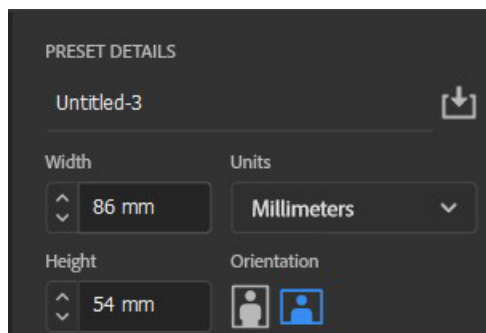 PRESET DETAILS
Untitled-3
Width Units
86 mm Millimeters
Height Orientation
54 mm